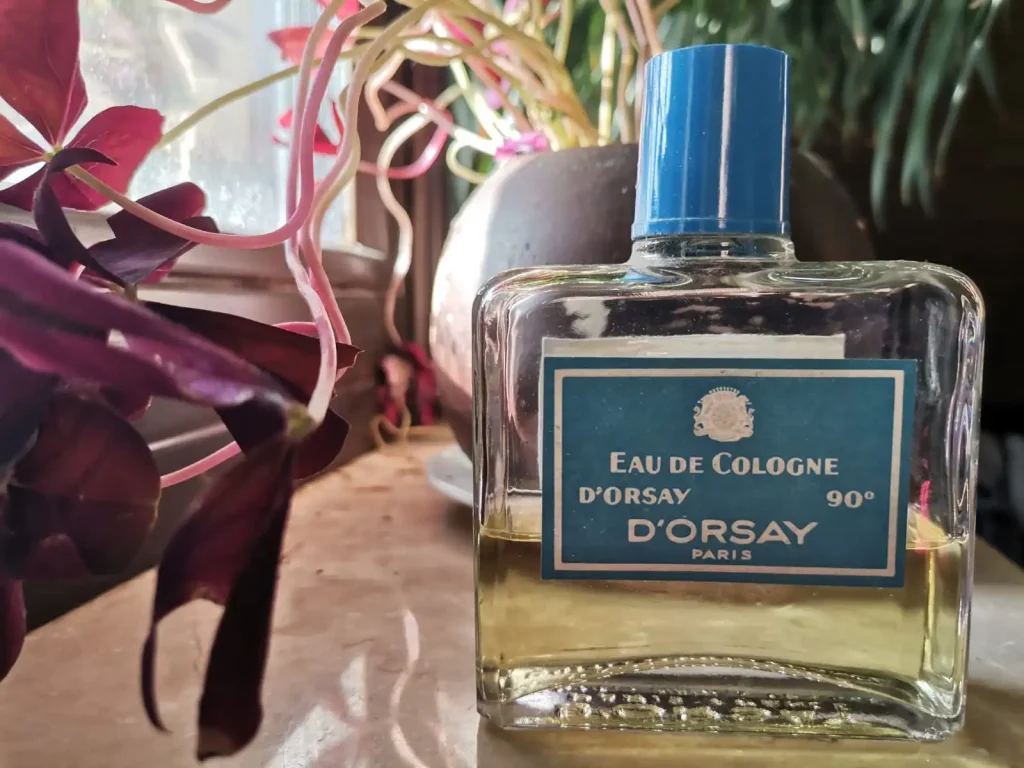 EAU DE COLOGNE
D'ORSAY 90°
D'ORSAY
PARIS